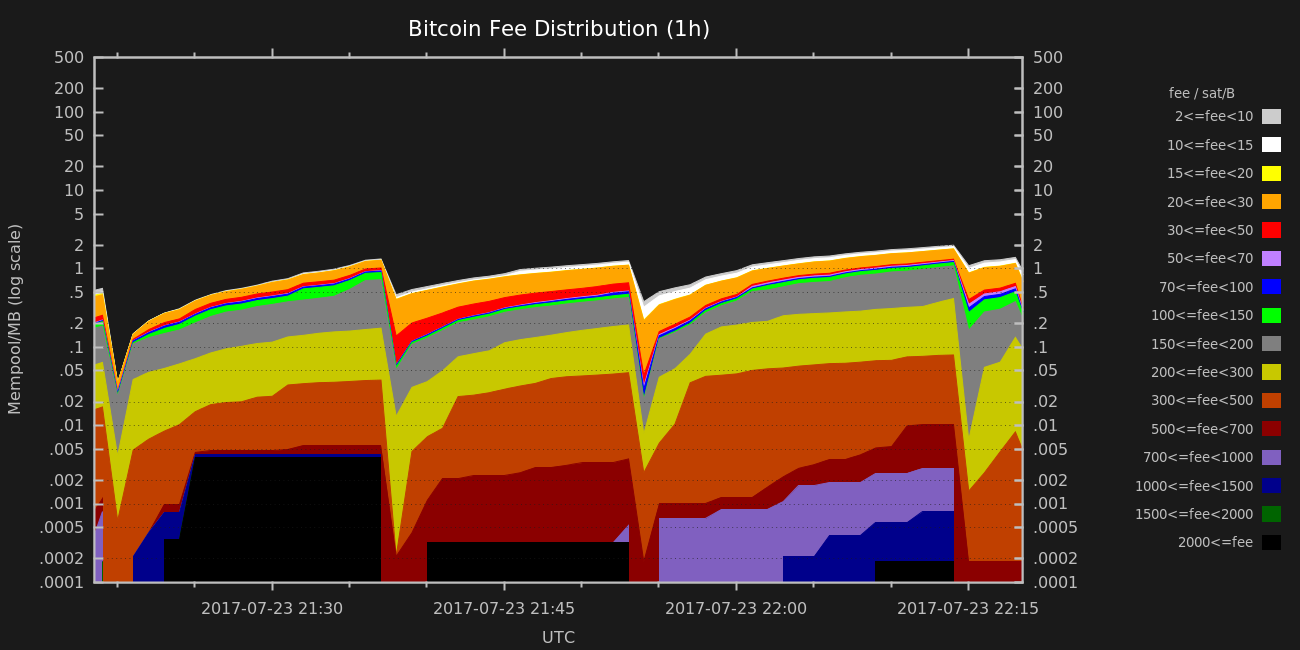 Bitcoin Fee Distribution (1h)
500 500
200 200
100 100
50 50
20 20
10 10
5 5
2 2
1 1
.5 .5
.2 .2
.1 .1
.05 .05
.02 .02
.01 .01
.005 .005
.002 .002
.001 .001
.0005 .0005
.0002 .0002
.0001 .0001
Mempool/MB (log scale)
2017-07-23 21:30 2017-07-23 21:45 2017-07-23 22:00 2017-07-23 22:15
UTC
fee / sat/B
2<=fee<10
10<=fee<15
15<=fee<20
20<=fee<30
30<=fee<50
50<=fee<70
70<=fee<100
100<=fee<150
150<=fee<200
200<=fee<300
300<=fee<500
500<=fee<700
700<=fee<1000
1000<=fee<1500
1500<=fee<2000
2000<=fee